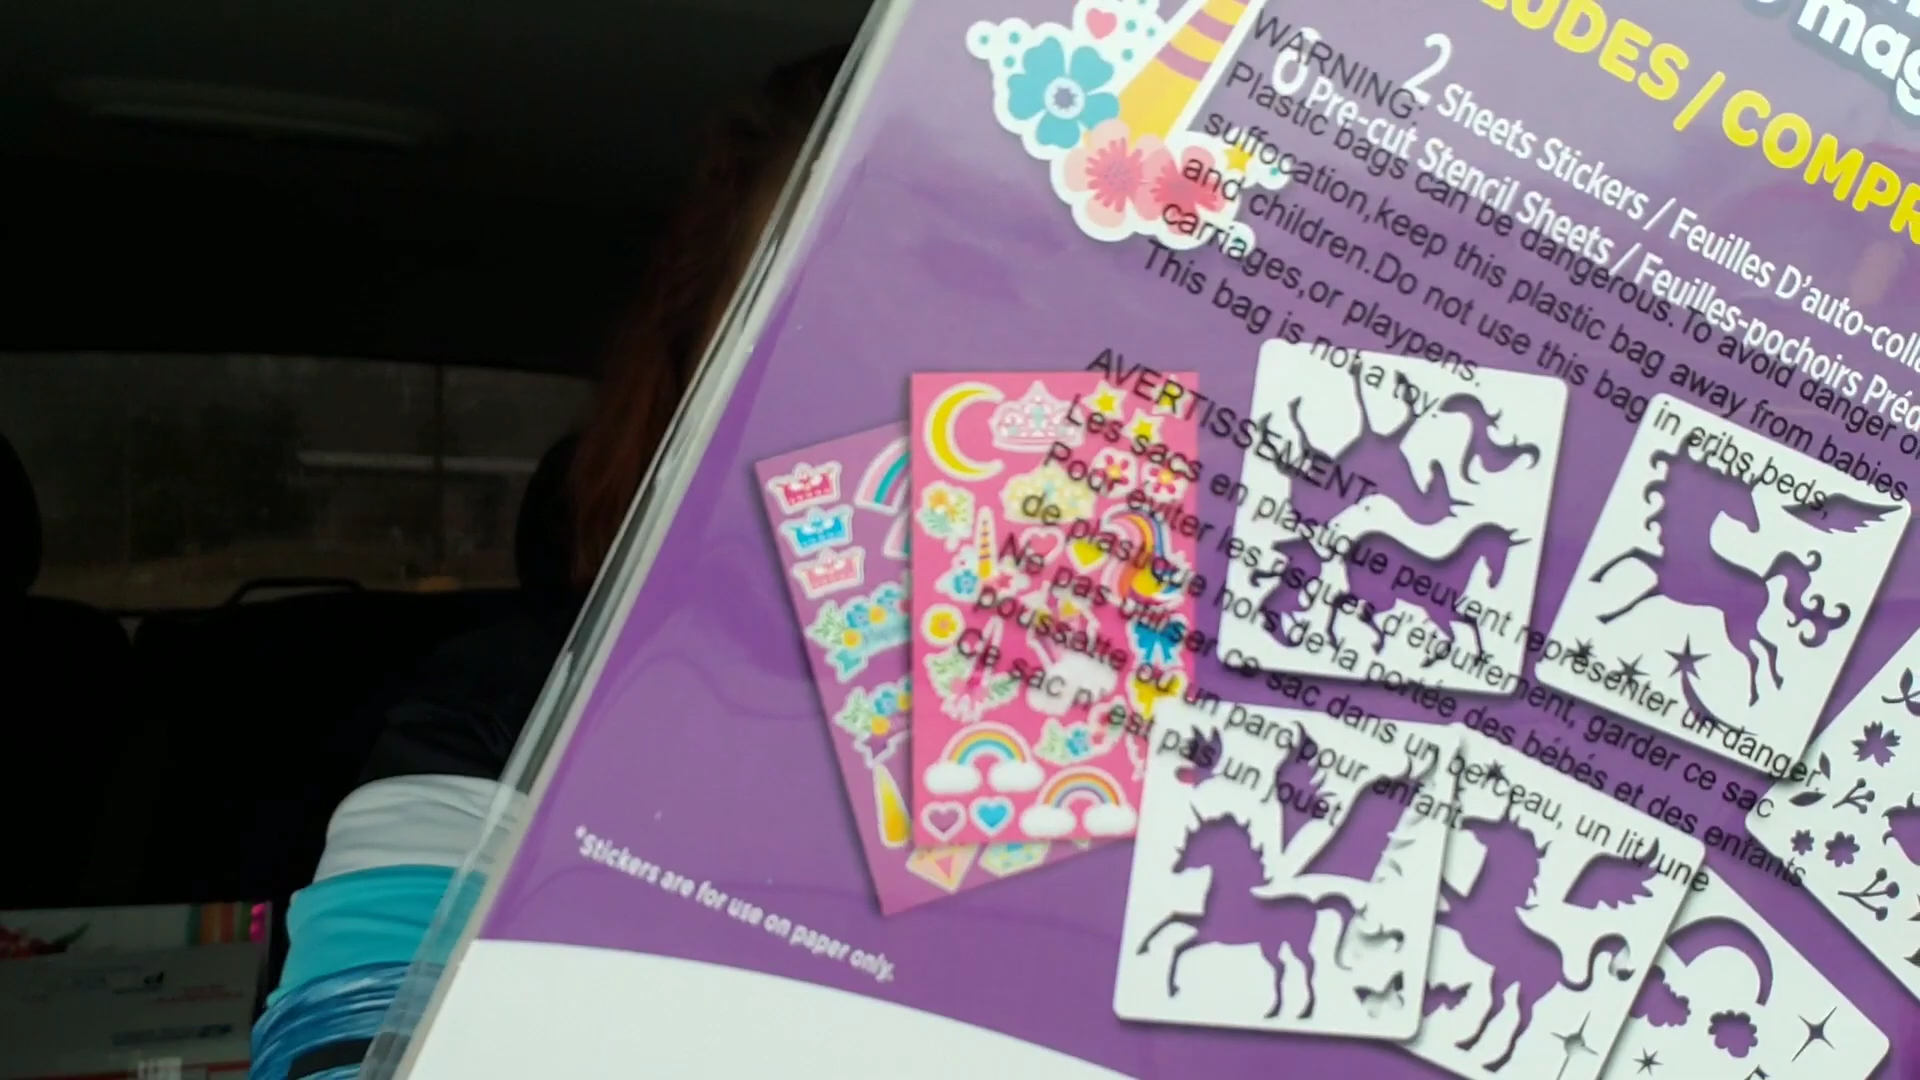 mag
LUDES / COMPR
2 Sheets Stickers / Feuilles D'auto-coll
6 Pre-cut Stencil Sheets / Feuilles-pochoirs Préd
WARNING:
Plastic bags can be dangerous.To avoid danger of
suffocation,keep this plastic bag away from babies
and children.Do not use this bag in cribs,beds,
carriages,or playpens.
This bag is not a toy.
AVERTISSEMENT:
Les sacs en plastique peuvent représenter un danger.
Pour éviter les risques d'étouffement, garder ce sac
de plastique hors de la portée des bébés et des enfants
Ne pas utiliser ce sac dans un berceau, un lit, une
poussatte ou un parc pour enfant.
Ce sac n' est pas un jouet
*Stickers are for use on paper only.